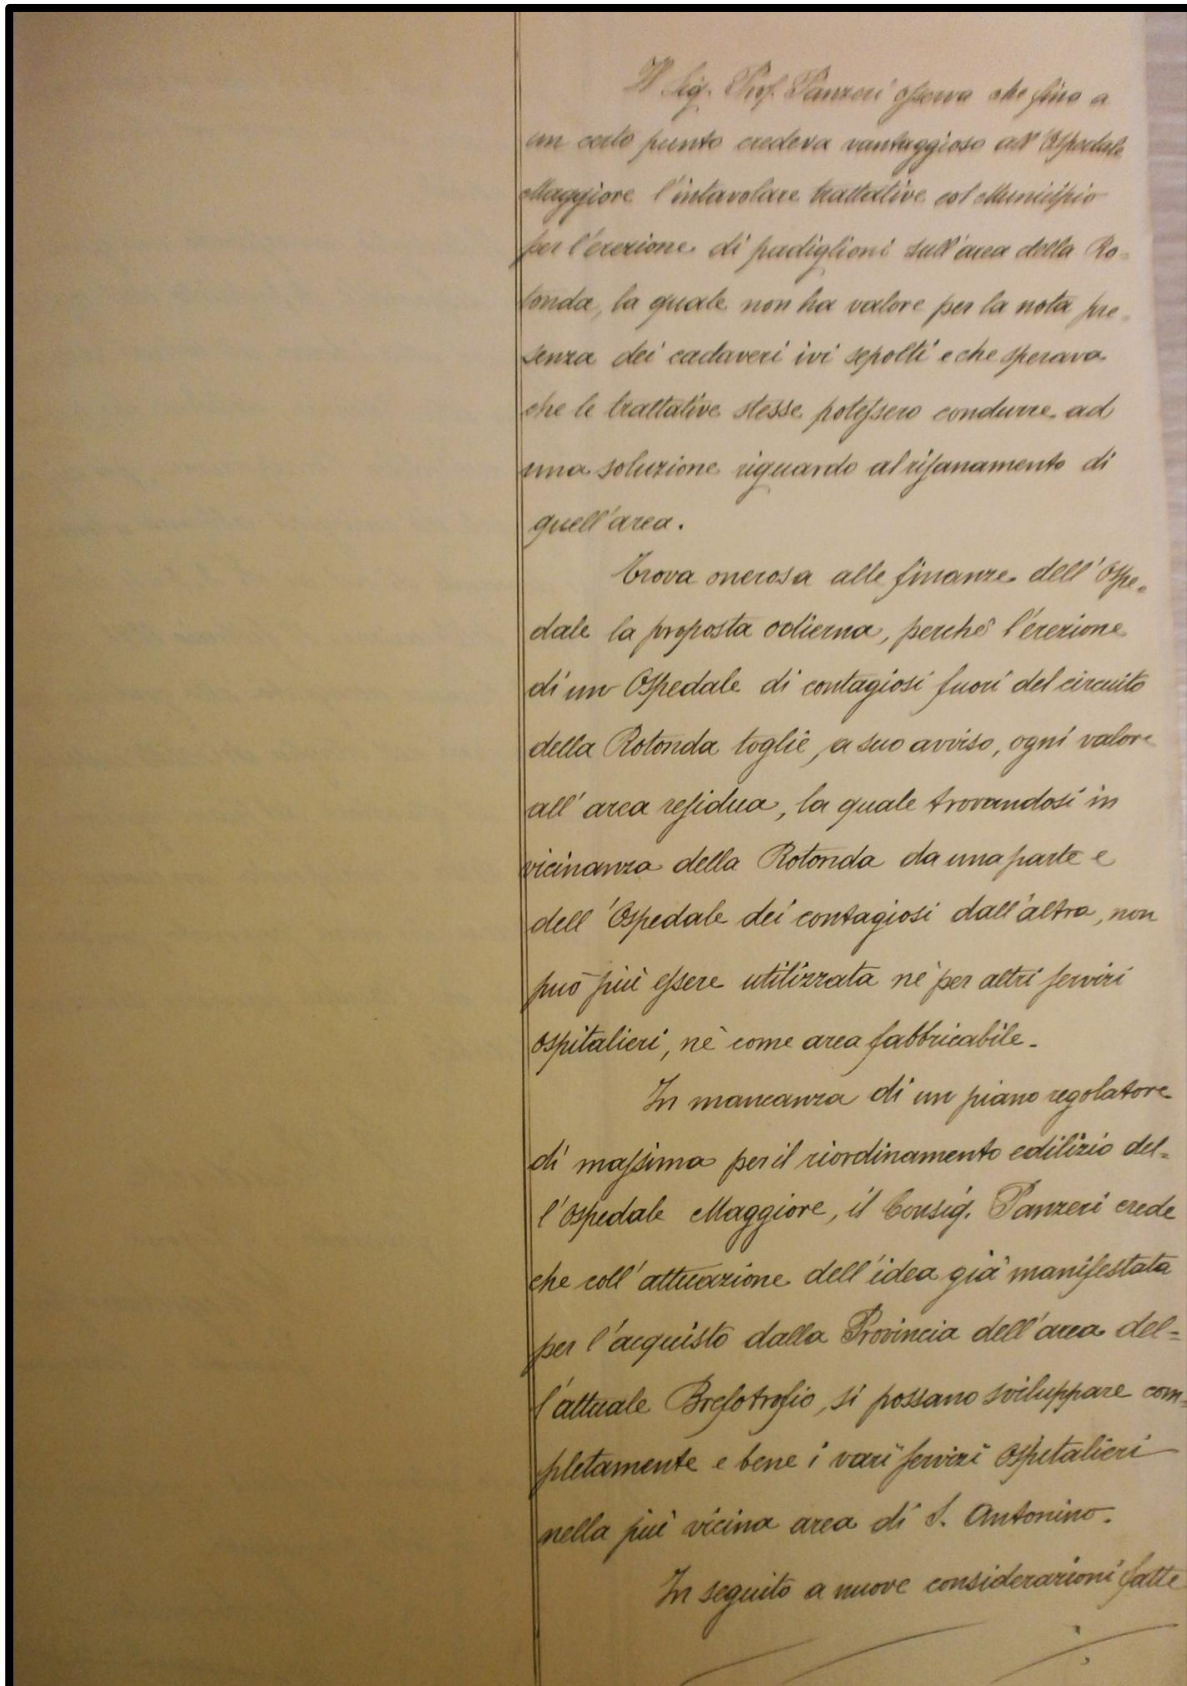 Il Sig. Prof. Panzeri osserva che fino a
un certo punto credeva vantaggioso all'Ospedale
Maggiore l'intavolare trattative col Municipio
per l'erezione di padiglioni sull'area della Ro-
tonda, la quale non ha valore per la nota pre-
senza dei cadaveri ivi sepolti e che sperava
che le trattative stesse potessero condurre ad
una soluzione riguardo al risanamento di
quell'area.
Trova onerosa alle finanze dell'Ospe-
dale la proposta odierna, perchè l'erezione
di un Ospedale di contagiosi fuori del circuito
della Rotonda toglie, a suo avviso, ogni valore
all'area residua, la quale trovandosi in
vicinanza della Rotonda da una parte e
dell'Ospedale dei contagiosi dall'altra, non
può più essere utilizzata nè per altri servizi
ospitalieri, nè come area fabbricabile.
In mancanza di un piano regolatore
di massima per il riordinamento edilizio del-
l'Ospedale Maggiore, il Consig. Panzeri crede
che coll'attuazione dell'idea già manifestata
per l'acquisto dalla Provincia dell'area del-
l'attuale Brefotrofio, si possano sviluppare com-
pletamente e bene i vari servizi Ospitalieri
nella più vicina area di S. Antonino.
In seguito a nuove considerazioni fatte